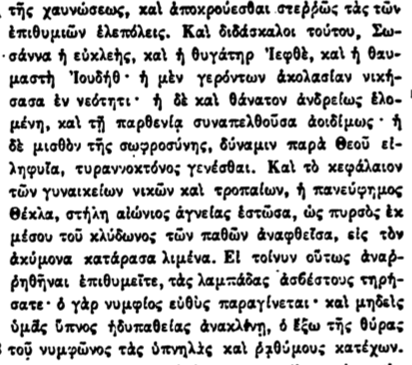 τῆς χαυνώσεως, καὶ ἀποκρούεσθαι στεῤῥῶς τὰς τῶν
ἐπιθυμιῶν ἑλεπόλεις. Καὶ διδάσκαλοι τούτου, Σω-
σάννα ἡ εὐκλεὴς, καὶ ἡ θυγάτηρ Ἰεφθὲ, καὶ ἡ θαυ-
μαστὴ Ἰουδήθ· ἡ μὲν γερόντων ἀκολασίαν νική-
σασα ἐν νεότητι· ἡ δὲ καὶ θάνατον ἀνδρείως ἑλο-
μένη, καὶ τῇ παρθενίᾳ συναπελθοῦσα ἀοιδίμως· ἡ
δὲ μισθὸν τῆς σωφροσύνης, δύναμιν παρὰ Θεοῦ εἰ-
ληφυῖα, τυραννοκτόνος γενέσθαι. Καὶ τὸ κεφάλαιον
τῶν γυναικείων νικῶν καὶ τροπαίων, ἡ πανεύφημος
Θέκλα, στήλη αἰώνιος ἁγνείας ἑστῶσα, ὡς πυρσὸς ἐκ
μέσου τοῦ κλύδωνος τῶν παθῶν ἀναφθεῖσα, εἰς τὸν
ἀκύμονα κατάρασα λιμένα. Εἰ τοίνυν οὕτως ἀναῤ-
ῥηθῆναι ἐπιθυμεῖτε, τὰς λαμπάδας ἀσβέστους τηρή-
σατε· ὁ γὰρ νυμφίος εὐθὺς παραγίνεται· καὶ μηδεὶς
ὑμᾶς ὕπνος ἡδυπαθείας ἀνακλίνῃ, ὁ ἔξω τῆς θύρας
τοῦ νυμφῶνος τὰς ὑπνηλὰς καὶ ῥᾳθύμους κατέχων.